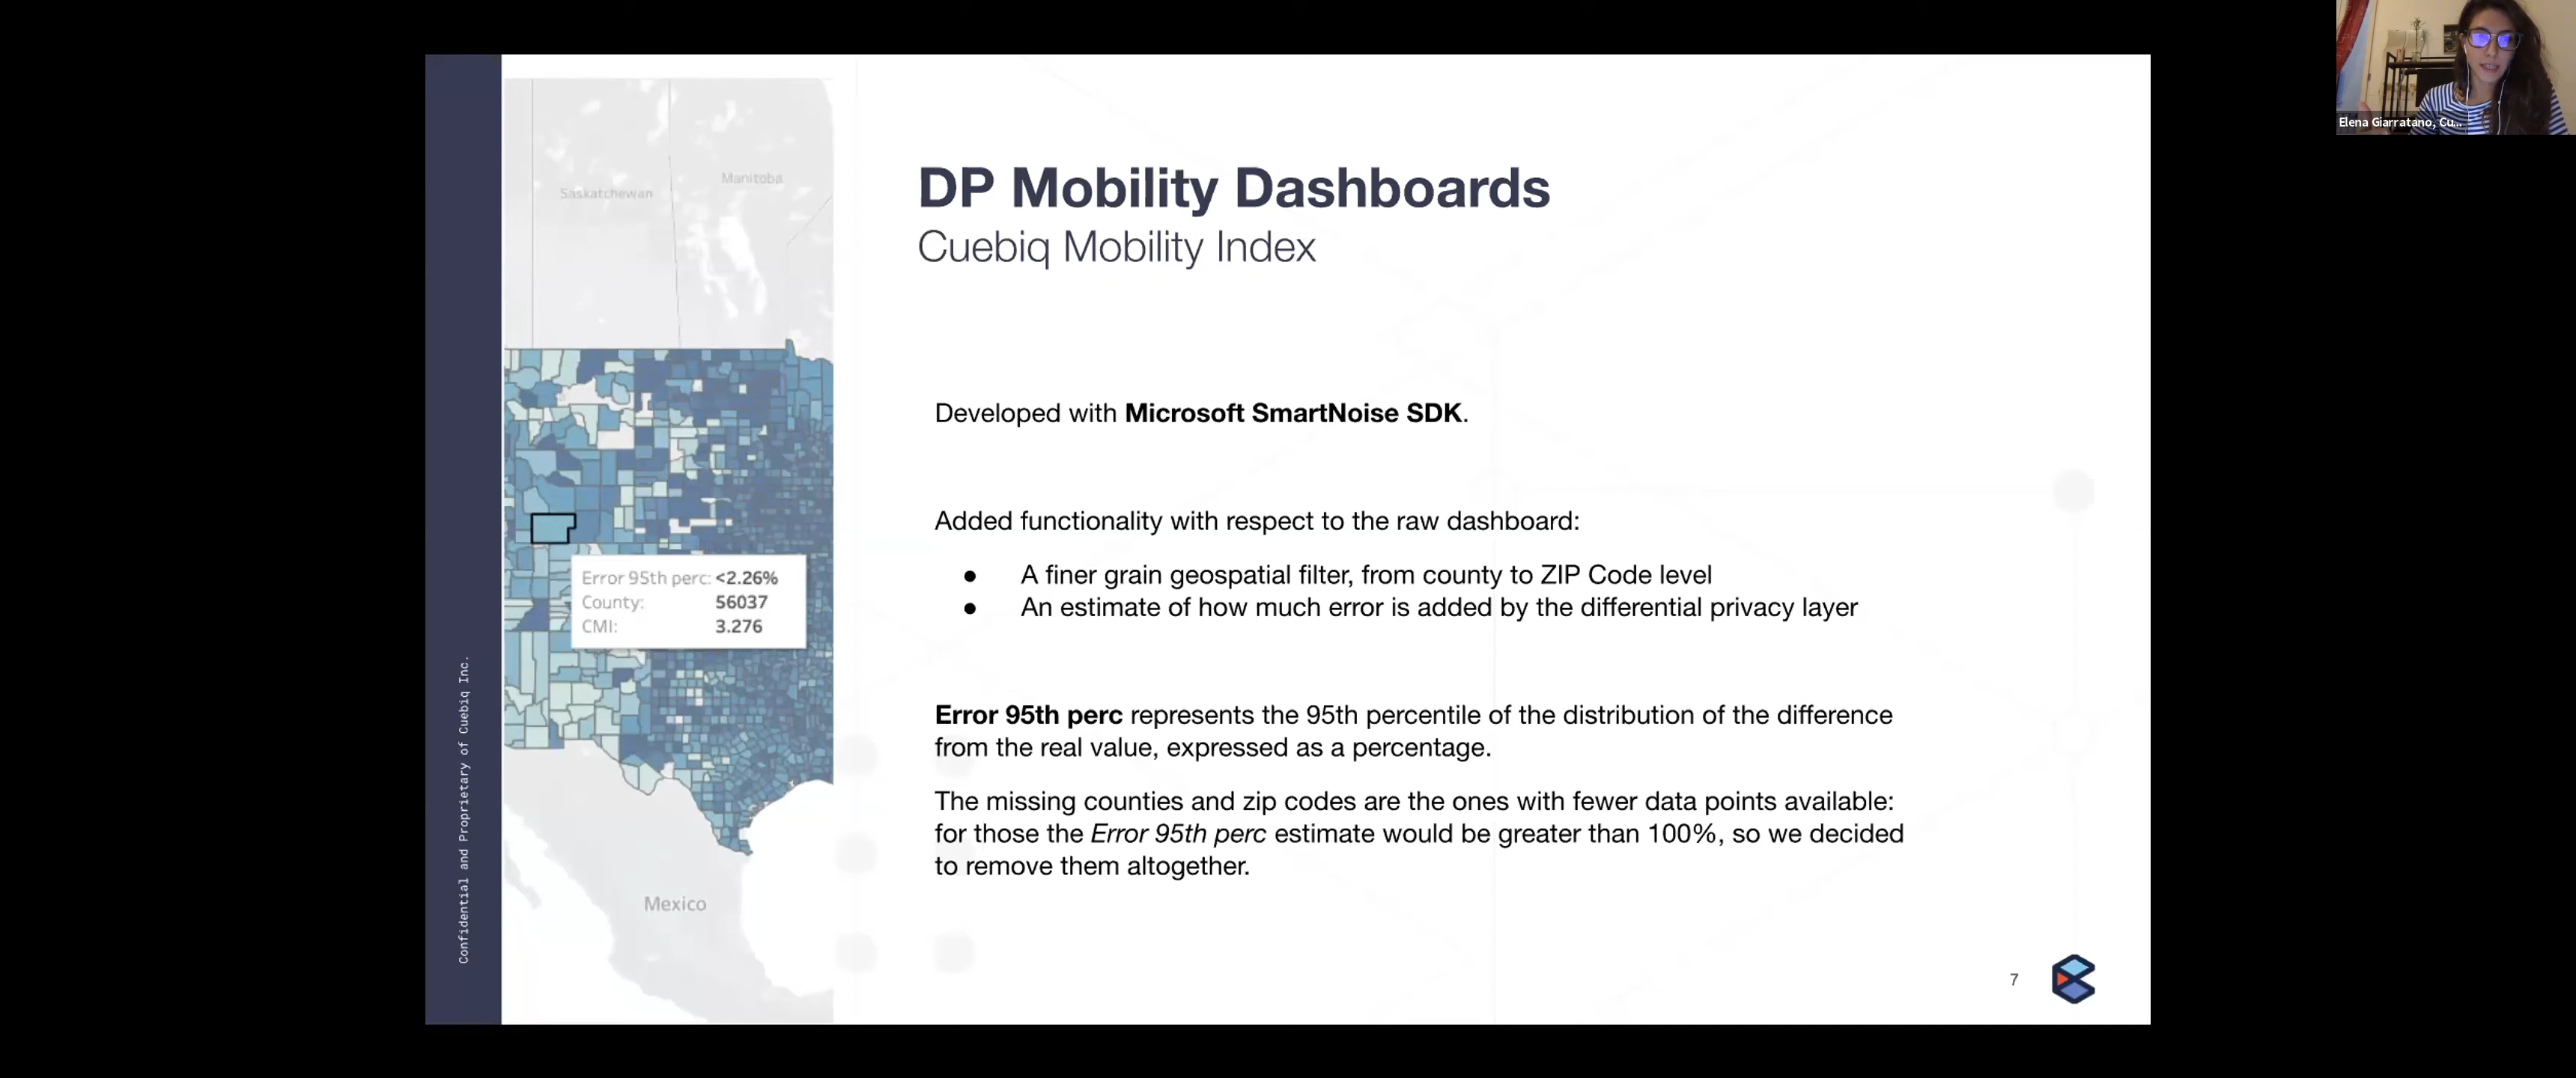 Elena Giarratano, Cu...
Saskatchewan
Manitoba
DP Mobility Dashboards
Cuebiq Mobility Index
Developed with Microsoft SmartNoise SDK.
Added functionality with respect to the raw dashboard:
● A finer grain geospatial filter, from county to ZIP Code level
● An estimate of how much error is added by the differential privacy layer
Error 95th perc: <2.26%
County: 56037
CMI: 3.276
Error 95th perc represents the 95th percentile of the distribution of the difference
from the real value, expressed as a percentage.
The missing counties and zip codes are the ones with fewer data points available:
for those the Error 95th perc estimate would be greater than 100%, so we decided
to remove them altogether.
Mexico
Confidential and Proprietary of Cuebiq Inc.
7